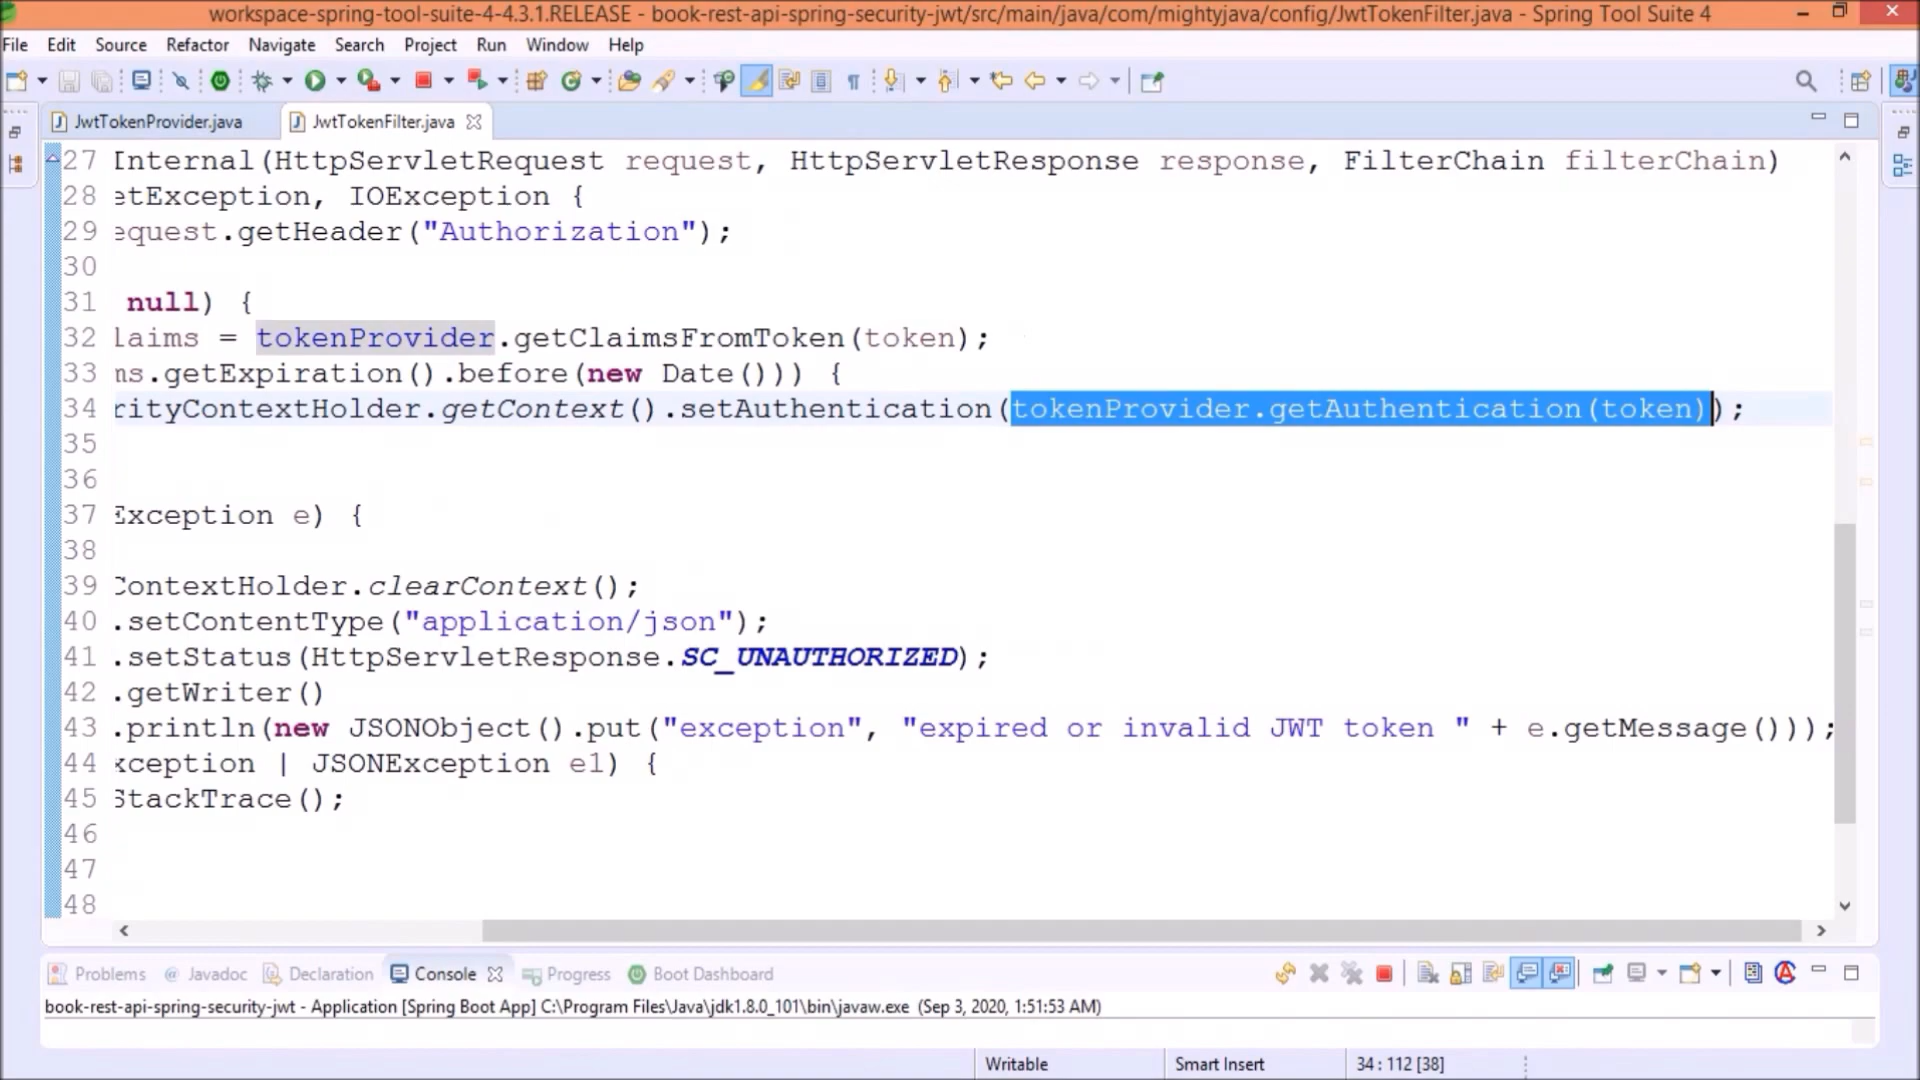 workspace-spring-tool-suite-4-4.3.1.RELEASE - book-rest-api-spring-security-jwt/src/main/java/com/mightyjava/config/JwtTokenFilter.java - Spring Tool Suite 4
File Edit Source Refactor Navigate Search Project Run Window Help
JwtTokenProvider.java JwtTokenFilter.java
27 Internal(HttpServletRequest request, HttpServletResponse response, FilterChain filterChain)
28 etException, IOException {
29 equest.getHeader("Authorization");
30
31 null) {
32 laims = tokenProvider.getClaimsFromToken(token);
33 ms.getExpiration().before(new Date())) {
34 rityContextHolder.getContext().setAuthentication(tokenProvider.getAuthentication(token));
35
36
37 Exception e) {
38
39 ContextHolder.clearContext();
40 .setContentType("application/json");
41 .setStatus(HttpServletResponse.SC_UNAUTHORIZED);
42 .getWriter()
43 .println(new JSONObject().put("exception", "expired or invalid JWT token " + e.getMessage()));
44 xception | JSONException e1) {
45 StackTrace();
46
47
48
Problems @ Javadoc Declaration Console Progress Boot Dashboard
book-rest-api-spring-security-jwt - Application [Spring Boot App] C:\Program Files\Java\jdk1.8.0_101\bin\javaw.exe (Sep 3, 2020, 1:51:53 AM)
Writable Smart Insert 34 : 112 [38]